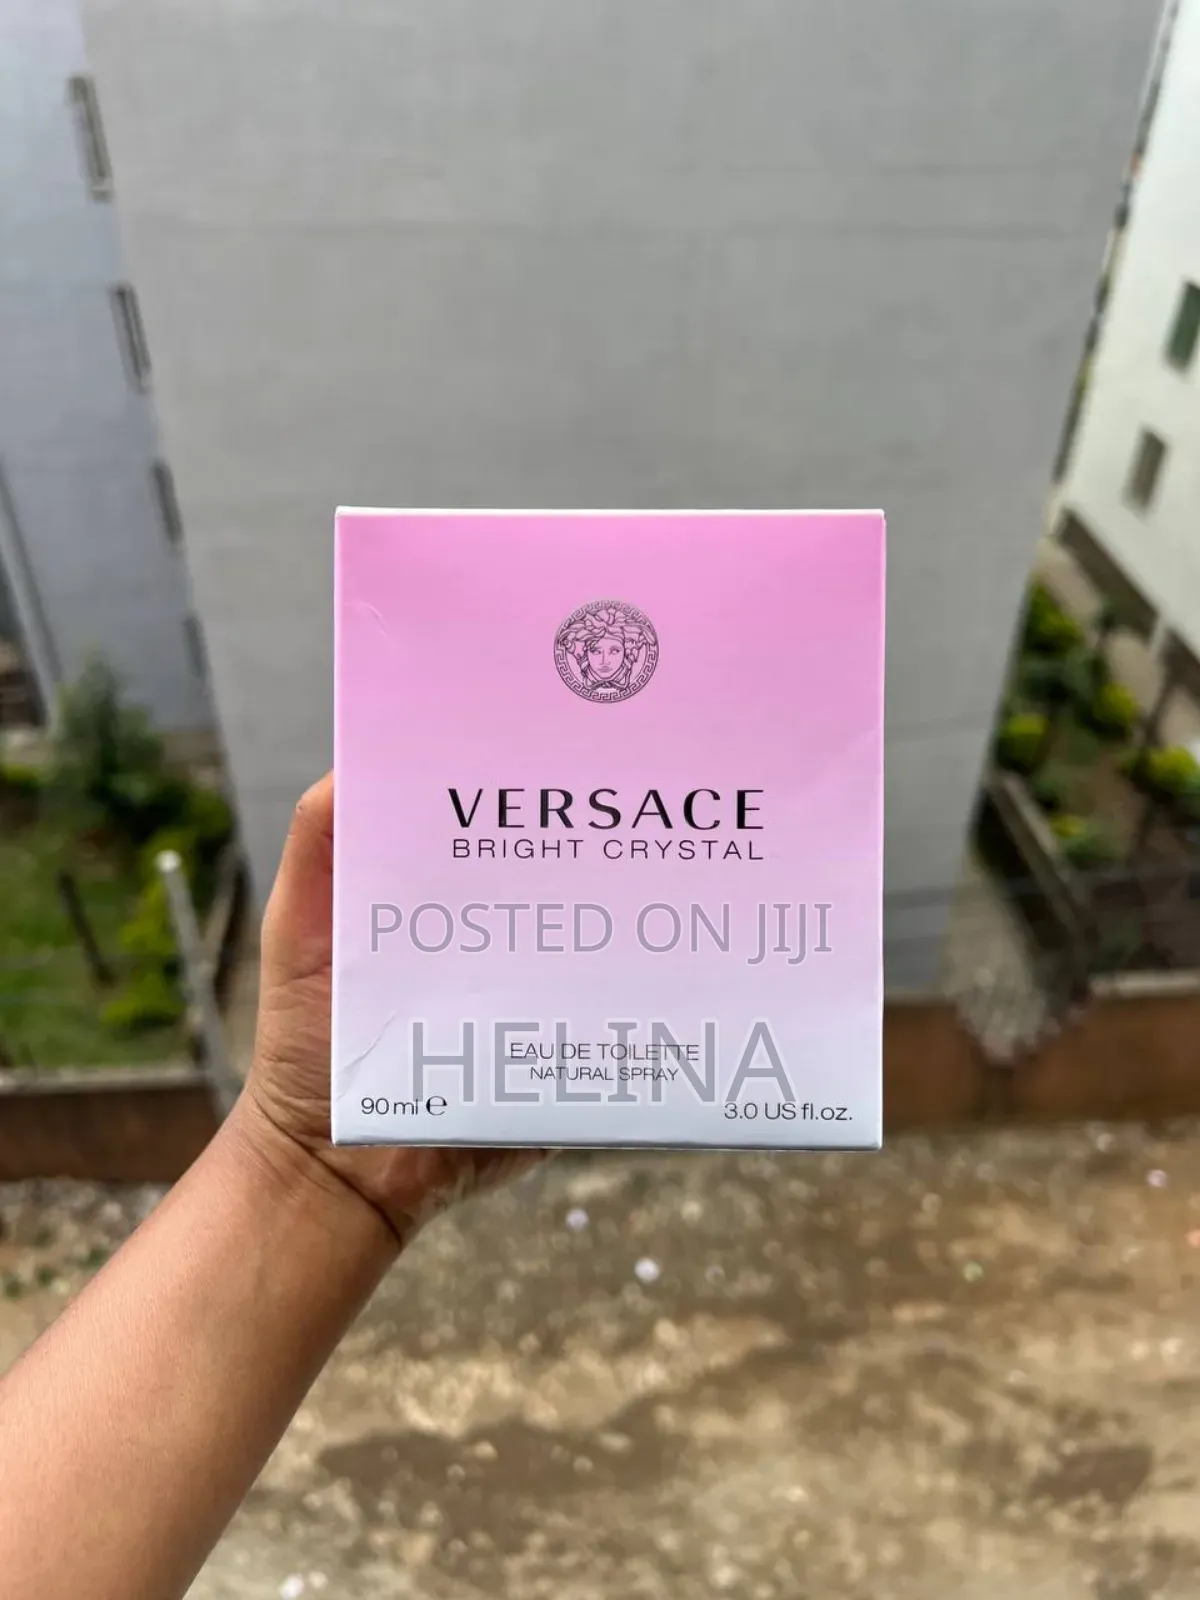 VERSACE
BRIGHT CRYSTAL
POSTED ON JIJI
HELINA
EAU DE TOILETTE
NATURAL SPRAY
90 ml e
3.0 US fl.oz.